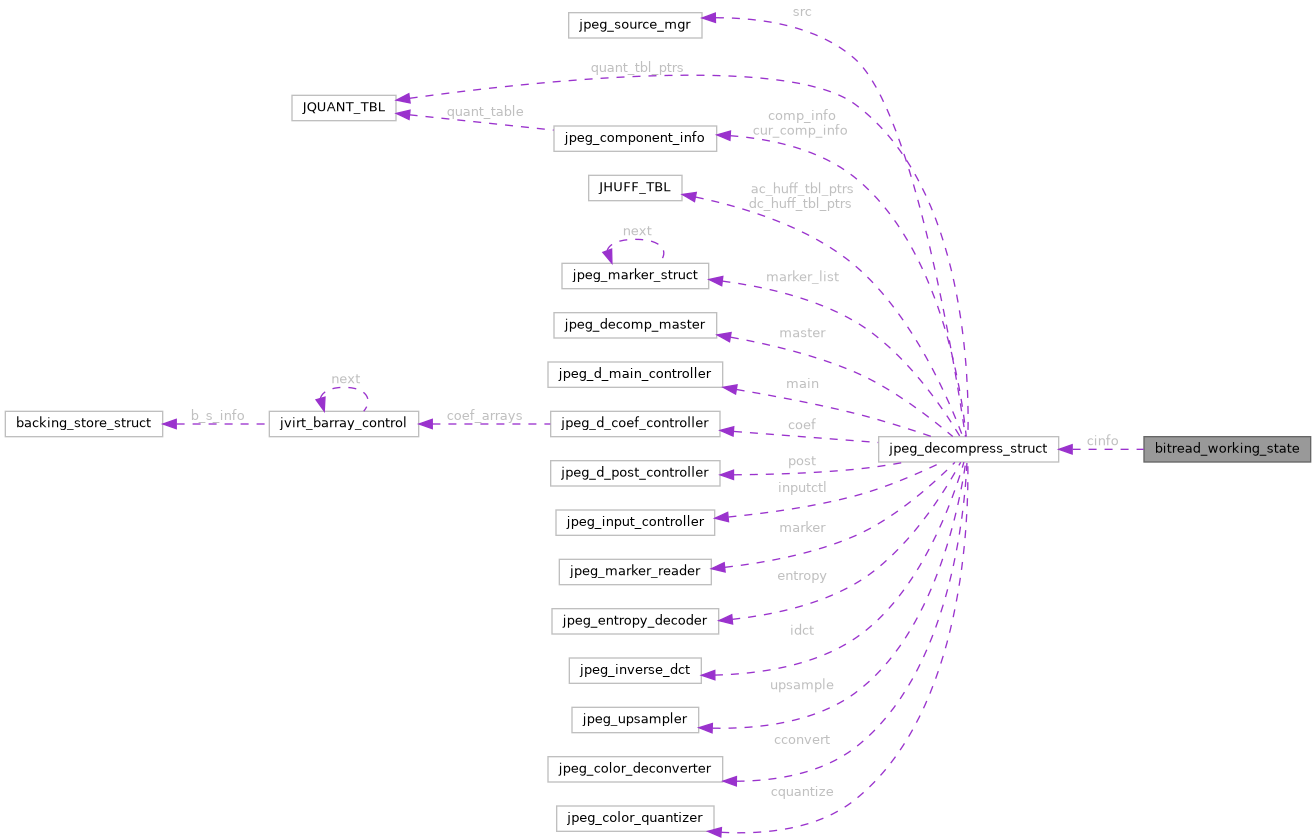 src
jpeg_source_mgr
quant_tbl_ptrs
JQUANT_TBL
quant_table
comp_info
cur_comp_info
jpeg_component_info
JHUFF_TBL
ac_huff_tbl_ptrs
dc_huff_tbl_ptrs
next
jpeg_marker_struct
marker_list
jpeg_decomp_master
master
jpeg_d_main_controller
main
next
backing_store_struct
b_s_info
jvirt_barray_control
coef_arrays
jpeg_d_coef_controller
coef
jpeg_decompress_struct
cinfo
bitread_working_state
jpeg_d_post_controller
post
inputctl
jpeg_input_controller
marker
jpeg_marker_reader
entropy
jpeg_entropy_decoder
idct
jpeg_inverse_dct
upsample
jpeg_upsampler
cconvert
jpeg_color_deconverter
cquantize
jpeg_color_quantizer